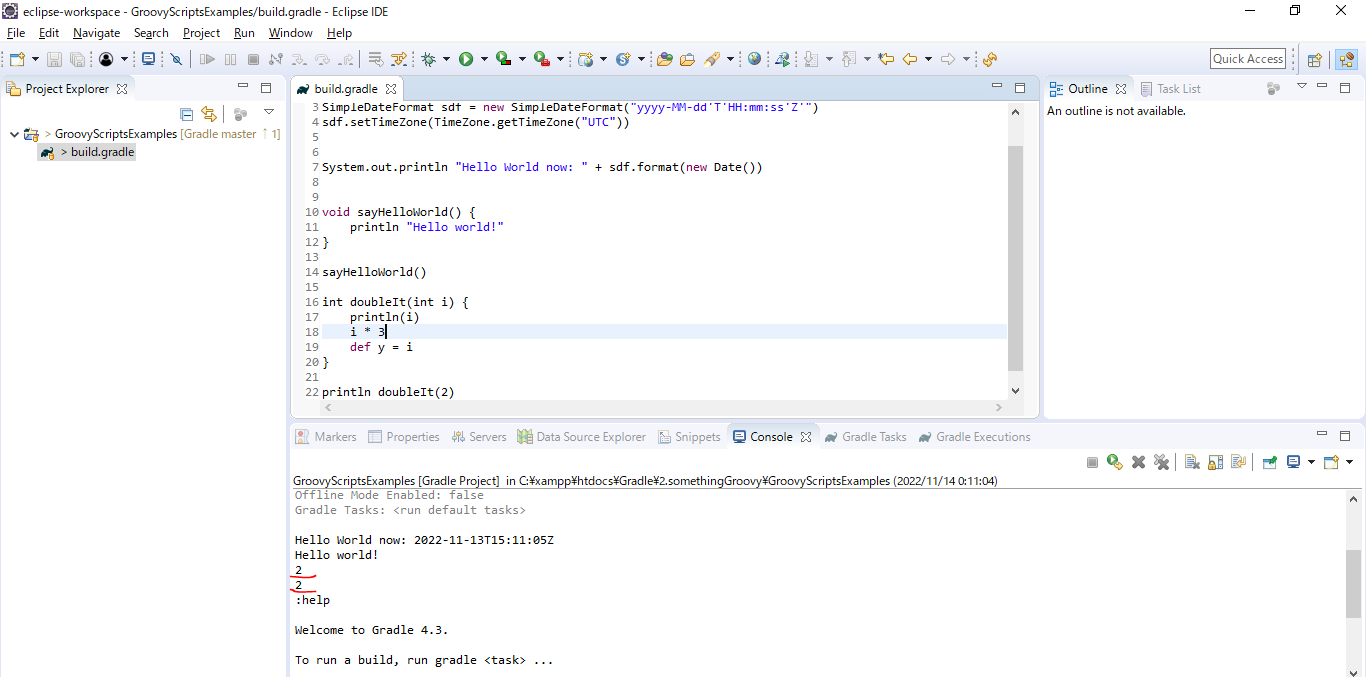 eclipse-workspace - GroovyScriptsExamples/build.gradle - Eclipse IDE
File Edit Navigate Search Project Run Window Help
Quick Access
Project Explorer
> GroovyScriptsExamples [Gradle master ↑ 1]
> build.gradle
build.gradle
3 SimpleDateFormat sdf = new SimpleDateFormat("yyyy-MM-dd'T'HH:mm:ss'Z'")
4 sdf.setTimeZone(TimeZone.getTimeZone("UTC"))
5
6
7 System.out.println "Hello World now: " + sdf.format(new Date())
8
9
10 void sayHelloWorld() {
11     println "Hello world!"
12 }
13
14 sayHelloWorld()
15
16 int doubleIt(int i) {
17     println(i)
18     i * 3
19     def y = i
20 }
21
22 println doubleIt(2)
Outline Task List
An outline is not available.
Markers Properties Servers Data Source Explorer Snippets Console Gradle Tasks Gradle Executions
GroovyScriptsExamples [Gradle Project] in C:¥xampp¥htdocs¥Gradle¥2.somethingGroovy¥GroovyScriptsExamples (2022/11/14 0:11:04)
Offline Mode Enabled: false
Gradle Tasks: <run default tasks>
Hello World now: 2022-11-13T15:11:05Z
Hello world!
2
2
:help
Welcome to Gradle 4.3.
To run a build, run gradle <task> ...